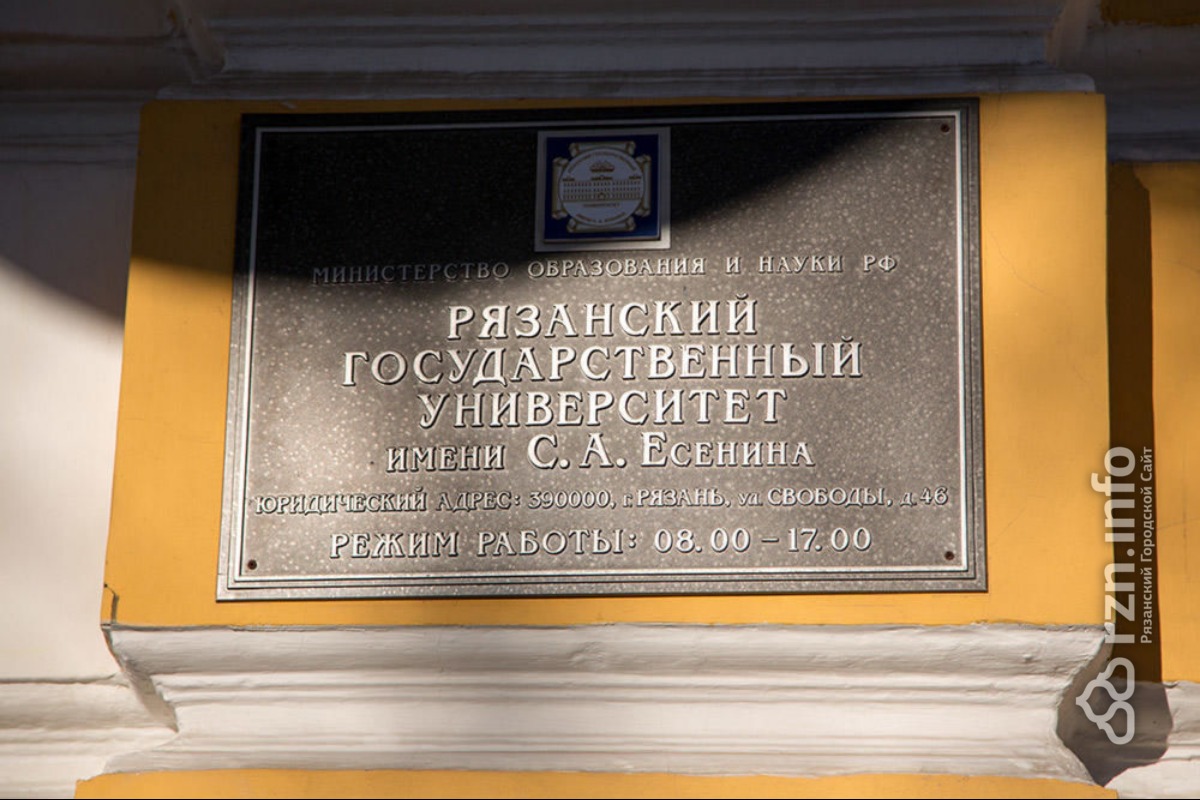 МИНИСТЕРСТВО ОБРАЗОВАНИЯ И НАУКИ РФ
РЯЗАНСКИЙ
ГОСУДАРСТВЕННЫЙ
УНИВЕРСИТЕТ
ИМЕНИ С. А. ЕСЕНИНА
ЮРИДИЧЕСКИЙ АДРЕС: 390000, г. РЯЗАНЬ, ул. СВОБОДЫ, д. 46
РЕЖИМ РАБОТЫ: 08.00 – 17.00
rzn.info
Рязанский Городской Сайт